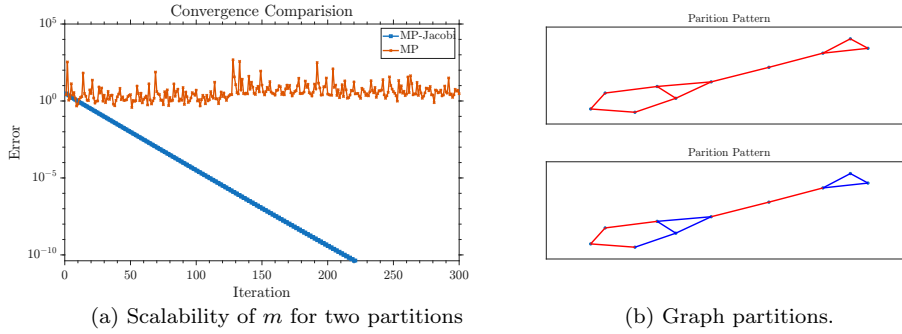 Convergence Comparision
10^5
10^0
10^-5
10^-10
Error
MP-Jacobi
MP
0 50 100 150 200 250 300
Iteration
(a) Scalability of m for two partitions
Parition Pattern
Parition Pattern
(b) Graph partitions.